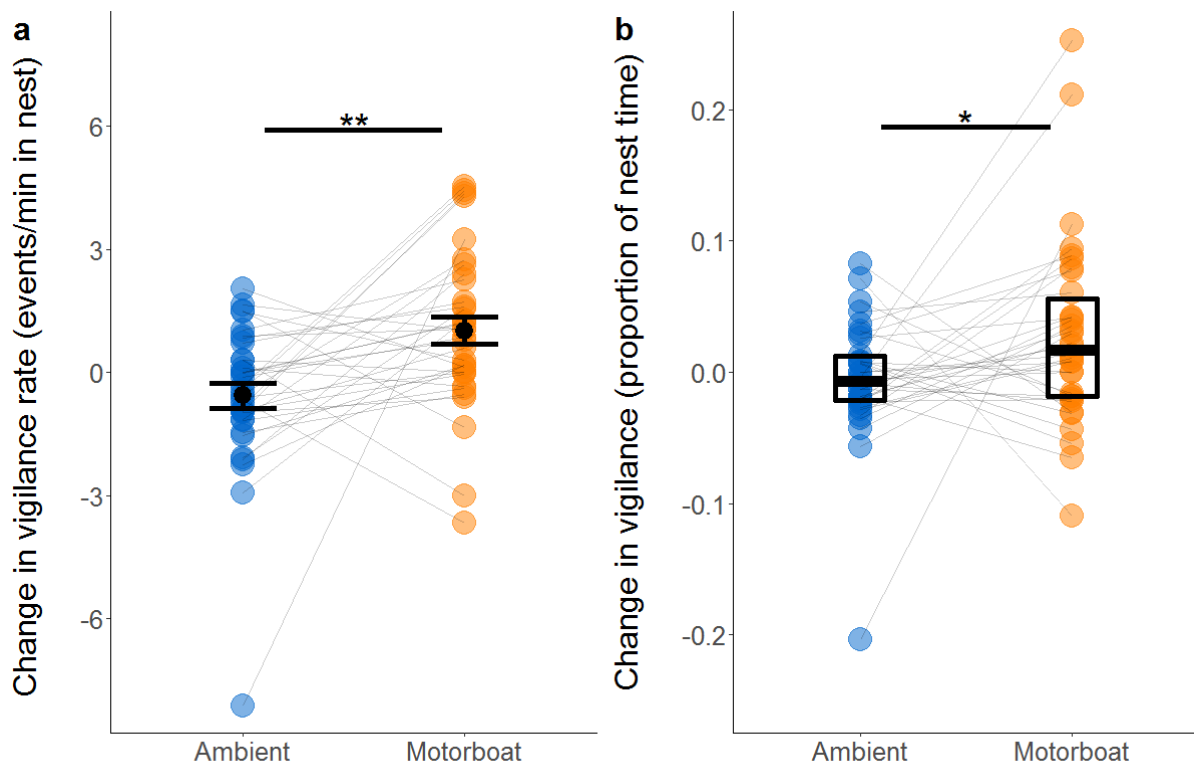 a
Change in vigilance rate (events/min in nest)
6
3
0
-3
-6
**
Ambient
Motorboat
b
Change in vigilance (proportion of nest time)
0.2
0.1
0.0
-0.1
-0.2
*
Ambient
Motorboat